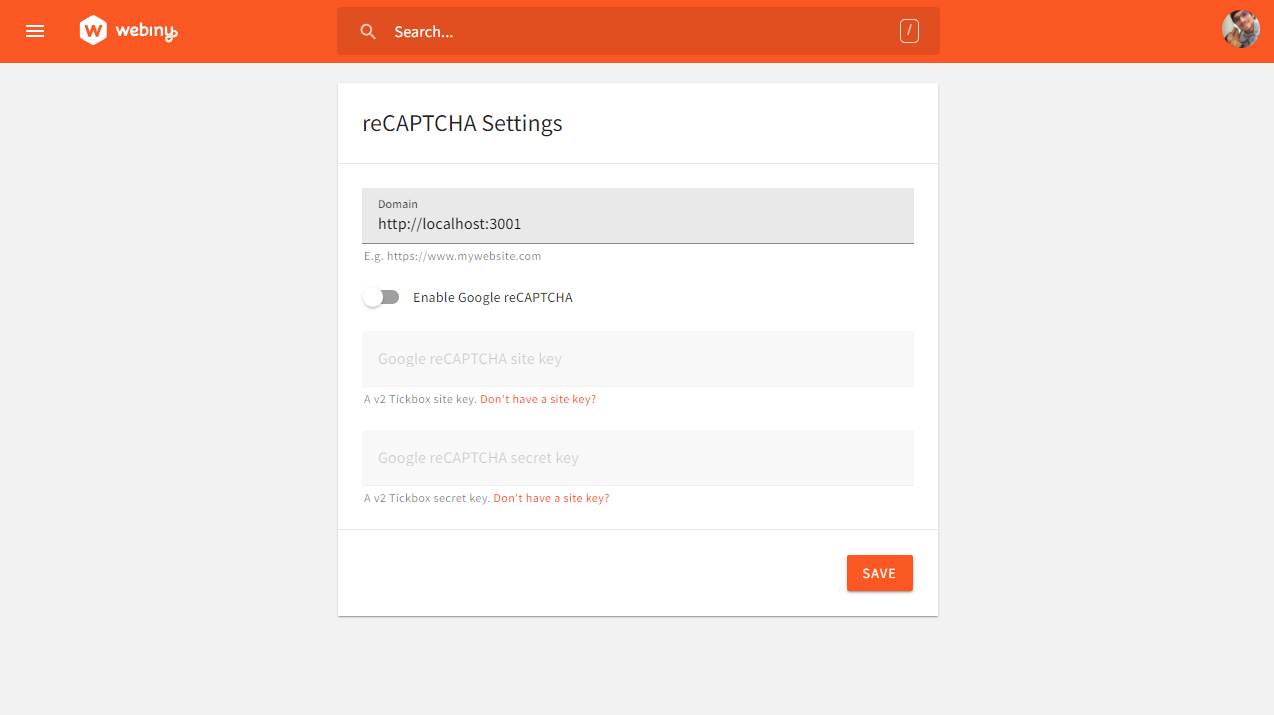 webiny
Search...
/
reCAPTCHA Settings
Domain
http://localhost:3001
E.g. https://www.mywebsite.com
Enable Google reCAPTCHA
Google reCAPTCHA site key
A v2 Tickbox site key. Don't have a site key?
Google reCAPTCHA secret key
A v2 Tickbox secret key. Don't have a site key?
SAVE